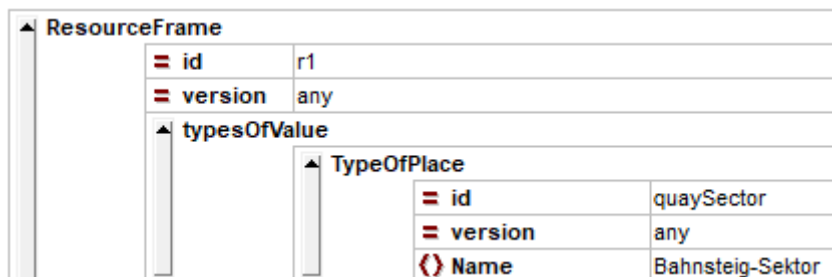 ResourceFrame
= id r1
= version any
typesOfValue
TypeOfPlace
= id quaySector
= version any
<> Name Bahnsteig-Sektor